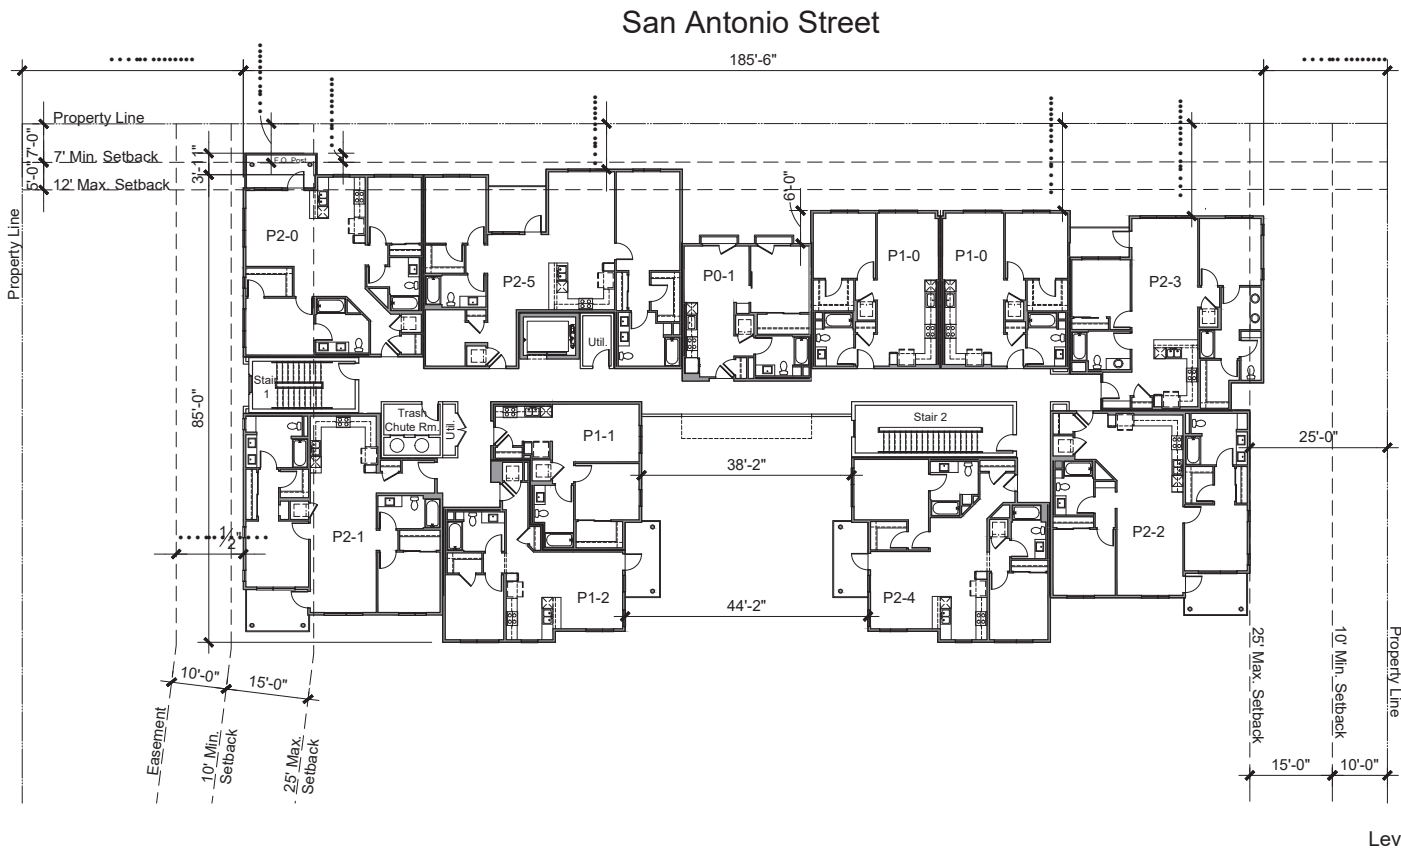 San Antonio Street
185'-6"
Property Line
7' Min. Setback
12' Max. Setback
7'-0"
5'-0"
3'-11"
E.O. Post
6'-0"
Property Line
P2-0
P2-5
P0-1
P1-0
P1-0
P2-3
Util.
Stair
1
85'-0"
Trash
Chute Rm.
Util.
P1-1
Stair 2
25'-0"
38'-2"
1/2"
P2-1
P2-2
P1-2
P2-4
44'-2"
10'-0"
15'-0"
Easement
10' Min.
Setback
25' Max.
Setback
25' Max. Setback
10' Min. Setback
Property Line
15'-0"
10'-0"
Lev